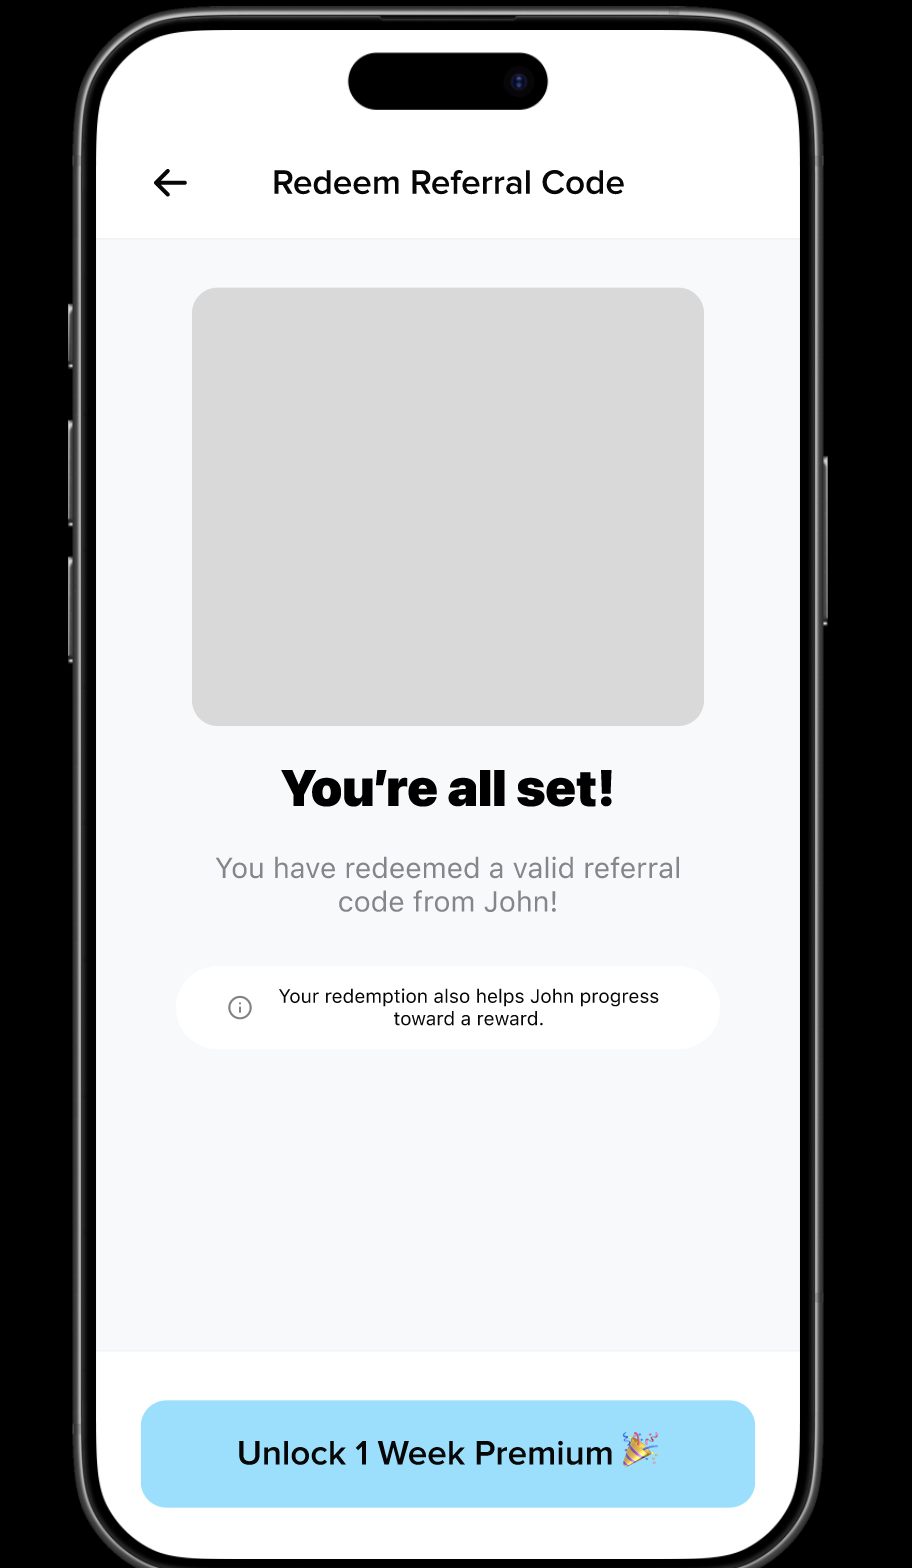 Redeem Referral Code
You’re all set!
You have redeemed a valid referral
code from John!
Your redemption also helps John progress
toward a reward.
Unlock 1 Week Premium 🎉